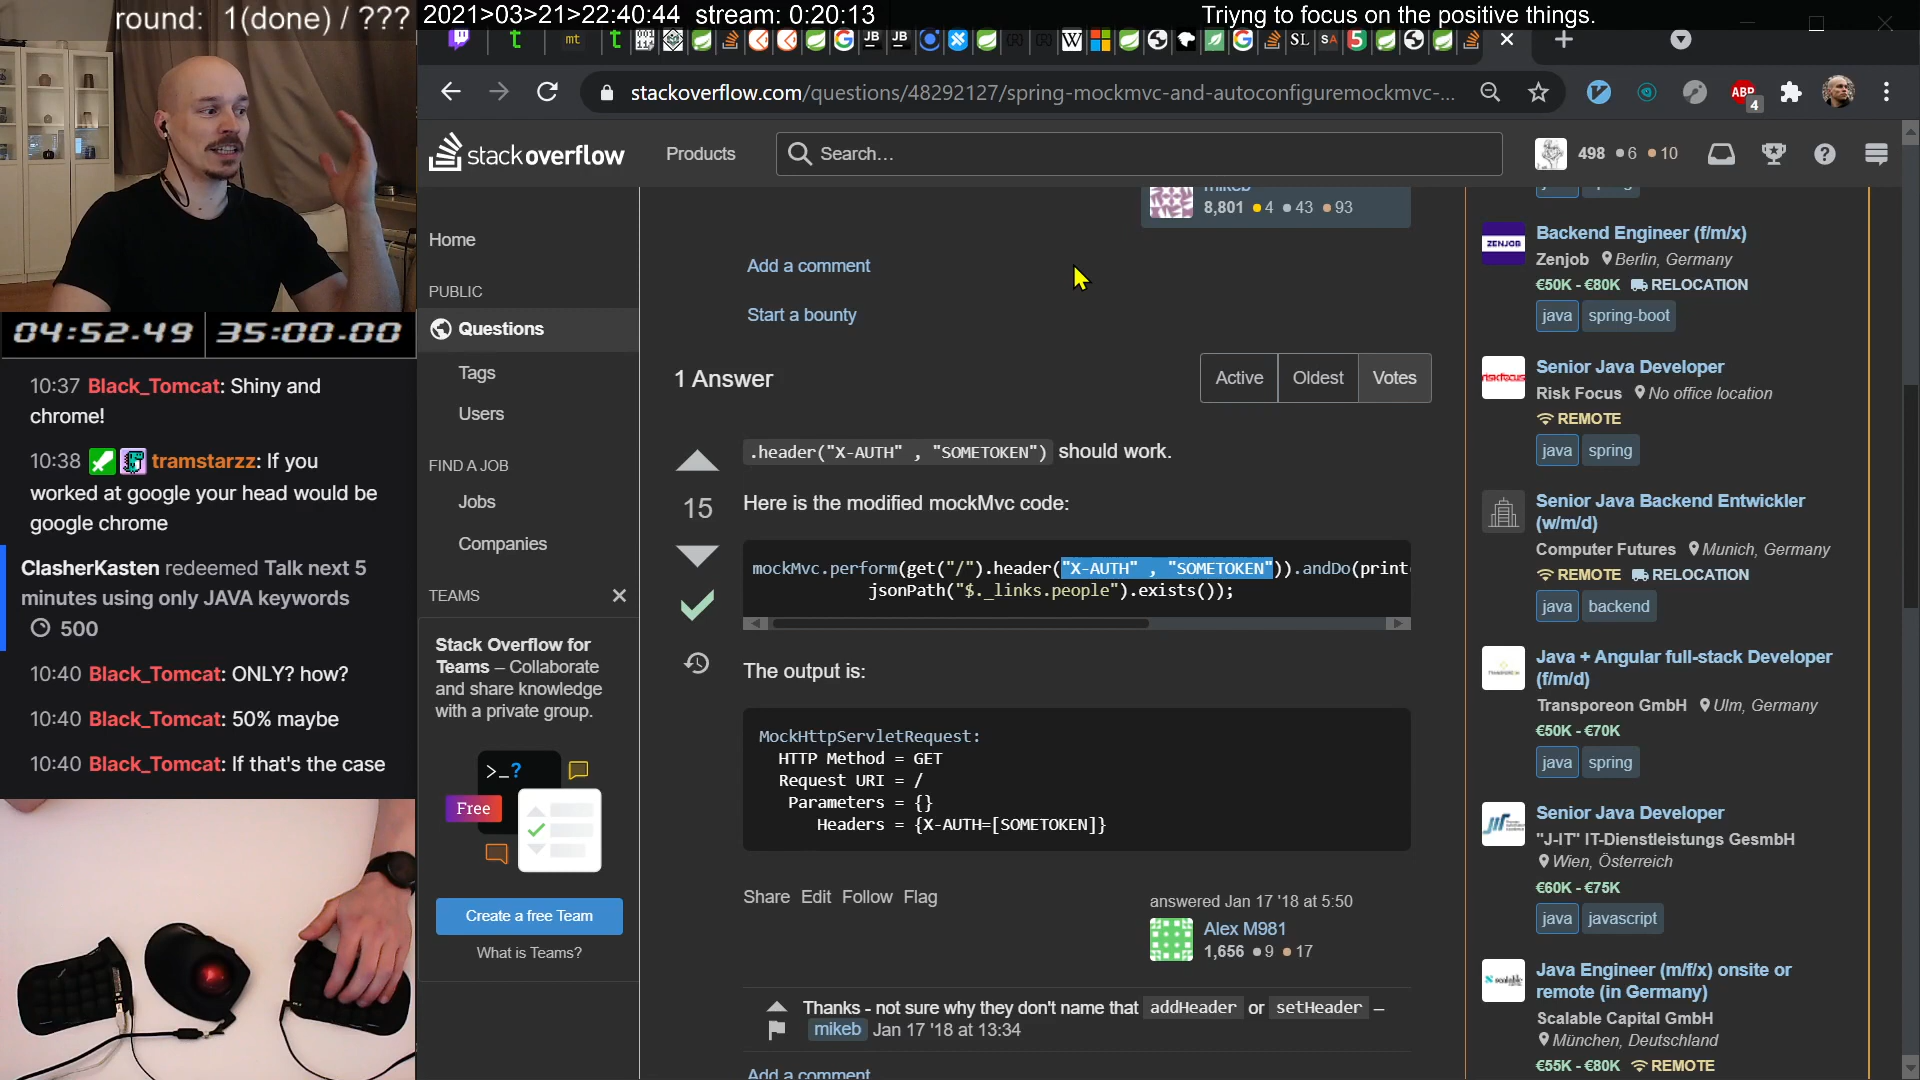 round: 1(done) / ???
2021>03>21>22:40:44 stream: 0:20:13
Triyng to focus on the positive things.
stackoverflow.com/questions/48292127/spring-mockmvc-and-autoconfiguremockmvc-...
ABP
4
stackoverflow
Products
Search...
498 6 10
Home
PUBLIC
Questions
Tags
Users
FIND A JOB
Jobs
Companies
TEAMS
Stack Overflow for
Teams – Collaborate
and share knowledge
with a private group.
>_?
Free
Create a free Team
What is Teams?
04:52.49 35:00.00
10:37 Black_Tomcat: Shiny and
chrome!
10:38 tramstarzz: If you
worked at google your head would be
google chrome
ClasherKasten redeemed Talk next 5
minutes using only JAVA keywords
500
10:40 Black_Tomcat: ONLY? how?
10:40 Black_Tomcat: 50% maybe
10:40 Black_Tomcat: If that's the case
mikeb
8,801 4 43 93
Add a comment
Start a bounty
1 Answer
Active Oldest Votes
15
.header("X-AUTH" , "SOMETOKEN") should work.
Here is the modified mockMvc code:
mockMvc.perform(get("/").header("X-AUTH" , "SOMETOKEN")).andDo(print
jsonPath("$._links.people").exists());
The output is:
MockHttpServletRequest:
HTTP Method = GET
Request URI = /
Parameters = {}
Headers = {X-AUTH=[SOMETOKEN]}
Share Edit Follow Flag
answered Jan 17 '18 at 5:50
Alex M981
1,656 9 17
Thanks - not sure why they don't name that addHeader or setHeader –
mikeb Jan 17 '18 at 13:34
Add a comment
ZENJOB
Backend Engineer (f/m/x)
Zenjob Berlin, Germany
€50K - €80K RELOCATION
java spring-boot
riskfocus
Senior Java Developer
Risk Focus No office location
REMOTE
java spring
Senior Java Backend Entwickler
(w/m/d)
Computer Futures Munich, Germany
REMOTE RELOCATION
java backend
Java + Angular full-stack Developer
(f/m/d)
Transporeon GmbH Ulm, Germany
€50K - €70K
java spring
Senior Java Developer
"J-IT" IT-Dienstleistungs GesmbH
Wien, Österreich
€60K - €75K
java javascript
Java Engineer (m/f/x) onsite or
remote (in Germany)
Scalable Capital GmbH
München, Deutschland
€55K - €80K REMOTE